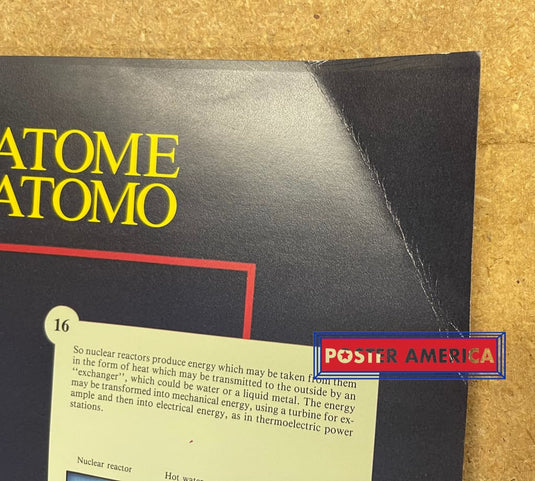 ATOME
ATOMO
16
So nuclear reactors produce energy which may be taken from them
in the form of heat which may be transmitted to the outside by an
“exchanger”, which could be water or a liquid metal. The energy
may be transformed into mechanical energy, using a turbine for ex-
ample and then into electrical energy, as in thermoelectric power
stations.
POSTER AMERICA
Nuclear reactor
Hot water